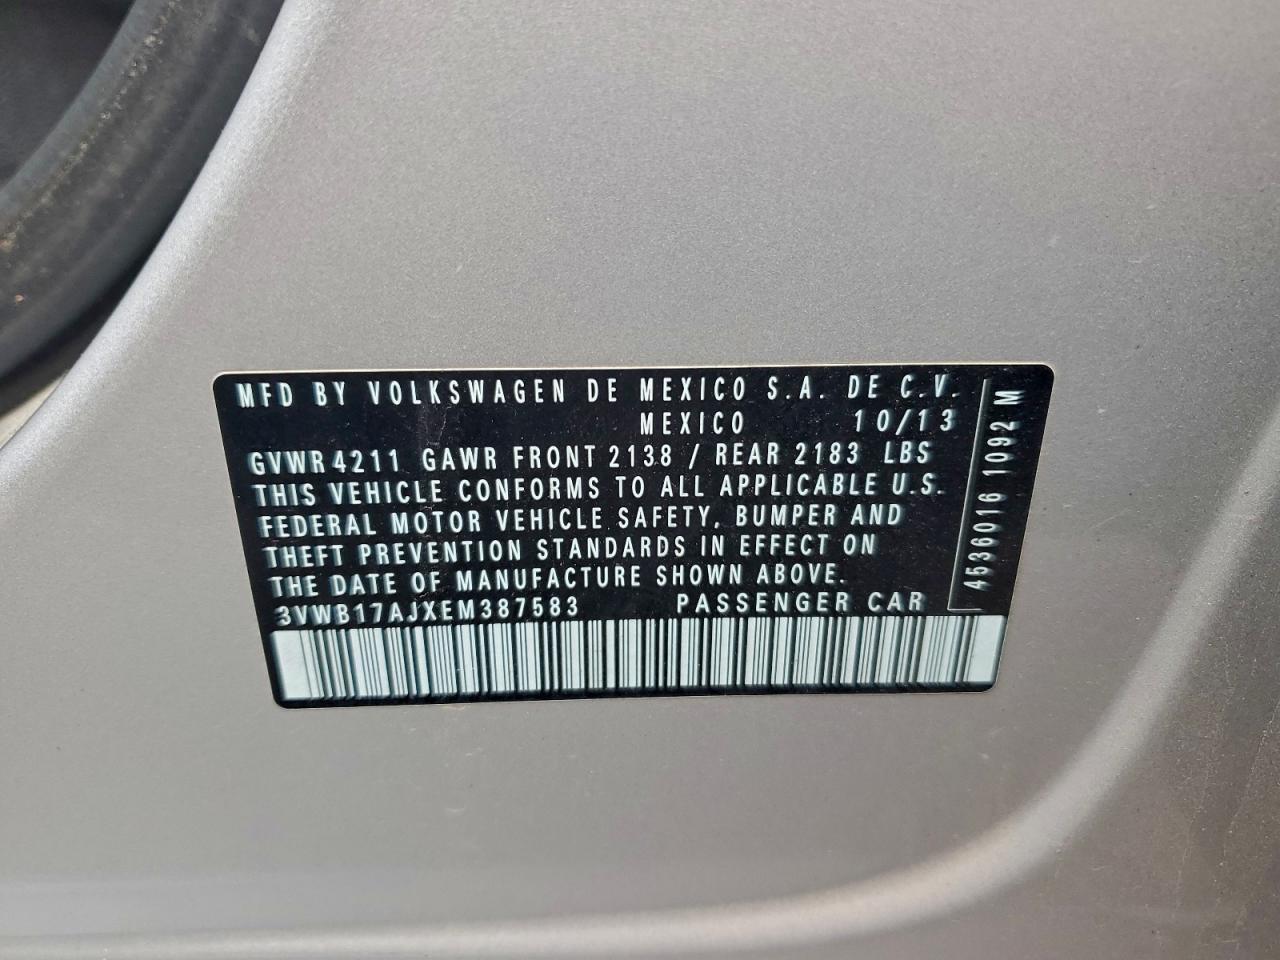 MFD BY VOLKSWAGEN DE MEXICO S.A. DE C.V.
MEXICO 10/13
GVWR 4211 GAWR FRONT 2138 / REAR 2183 LBS
THIS VEHICLE CONFORMS TO ALL APPLICABLE U.S.
FEDERAL MOTOR VEHICLE SAFETY, BUMPER AND
THEFT PREVENTION STANDARDS IN EFFECT ON
THE DATE OF MANUFACTURE SHOWN ABOVE.
3VWB17AJXEM387583 PASSENGER CAR
4536016 1092 M